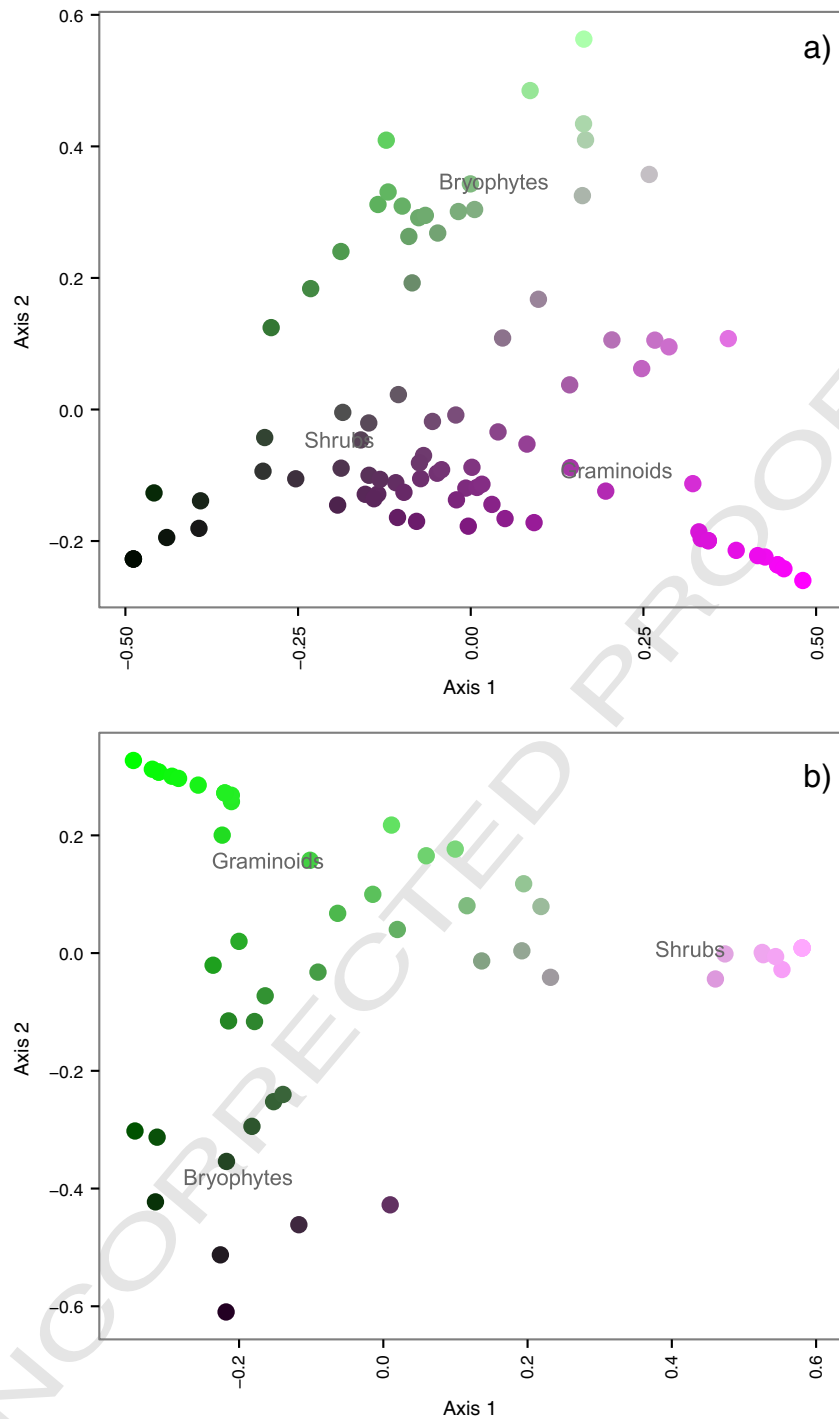 a)
0.6
0.4
0.2
0.0
−0.2
Axis 2
Bryophytes
Shrubs
Graminoids
−0.50
−0.25
0.00
0.25
0.50
Axis 1
b)
0.2
0.0
−0.2
−0.4
−0.6
Axis 2
Graminoids
Shrubs
Bryophytes
−0.2
0.0
0.2
0.4
0.6
Axis 1
NCORRECTED PROOF